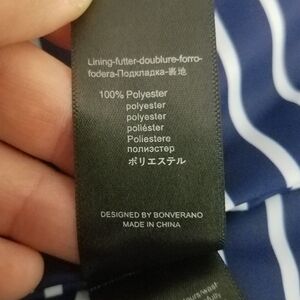 Lining-futter-doublure-forro-
fodera-Подкладка-裏地
100% Polyester
polyester
polyester
poliéster
Poliestere
полиэстер
ポリエステル
DESIGNED BY BONVERANO
MADE IN CHINA